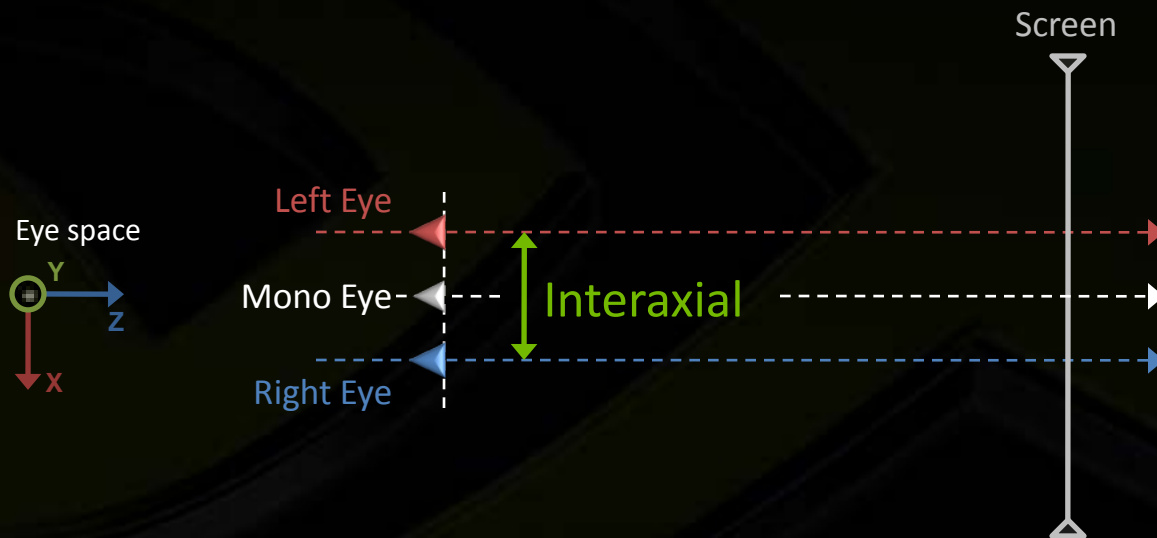 Screen
Left Eye
Eye space
Y
Mono Eye
Interaxial
Z
X
Right Eye